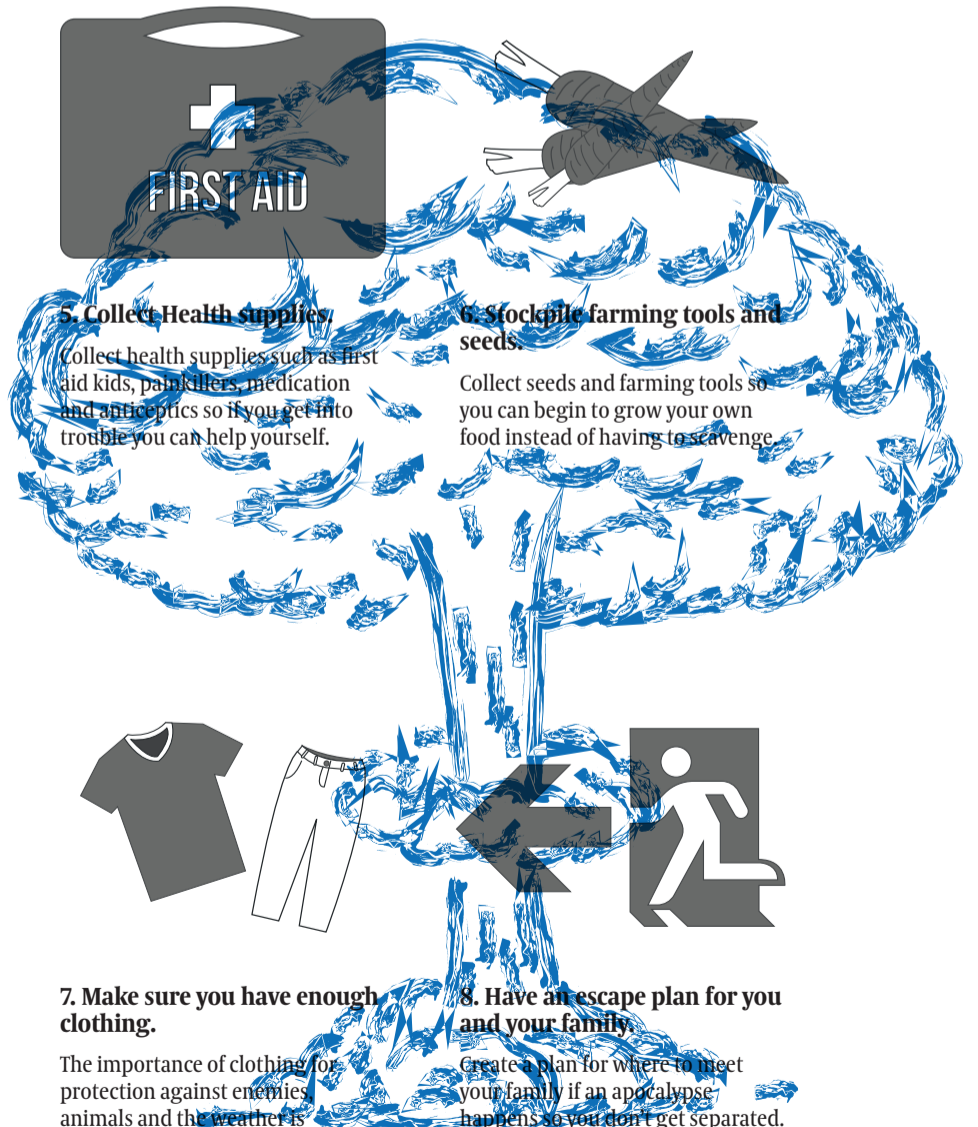 FIRST AID
5. Collect Health supplies.
Collect health supplies such as first
aid kids, painkillers, medication
and anticeptics so if you get into
trouble you can help yourself.
6. Stockpile farming tools and
seeds.
Collect seeds and farming tools so
you can begin to grow your own
food instead of having to scavenge.
7. Make sure you have enough
clothing.
The importance of clothing for
protection against enemies,
animals and the weather is
8. Have an escape plan for you
and your family.
Create a plan for where to meet
your family if an apocalypse
happens so you don't get separated.